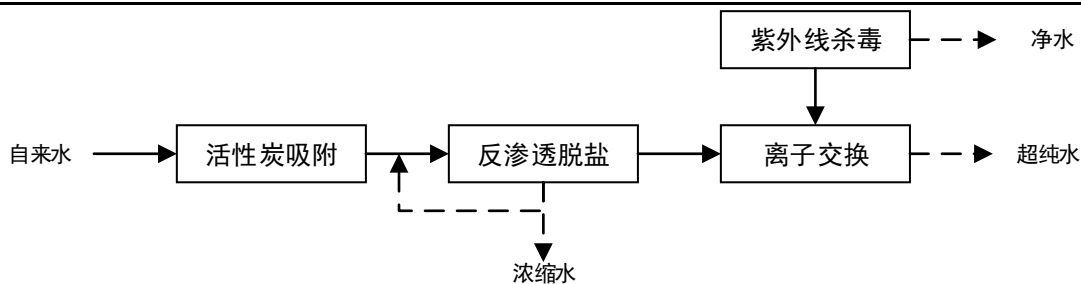 紫外线杀毒
净水
自来水
活性炭吸附
反渗透脱盐
离子交换
超纯水
浓缩水